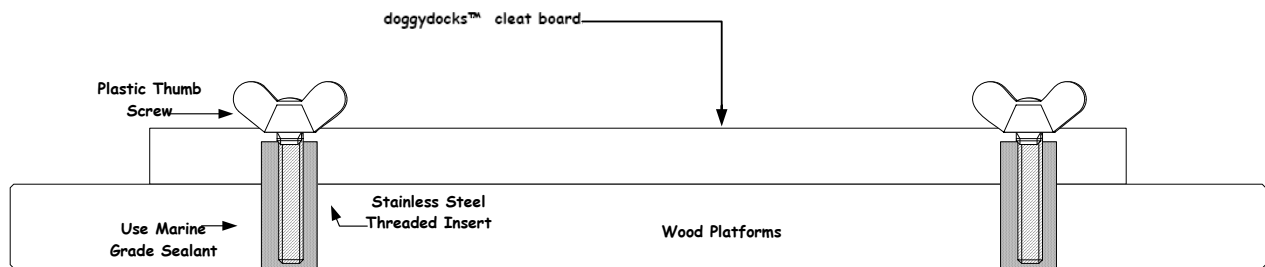 doggydocks™ cleat board
Plastic Thumb
Screw
Stainless Steel
Threaded Insert
Use Marine
Grade Sealant
Wood Platforms